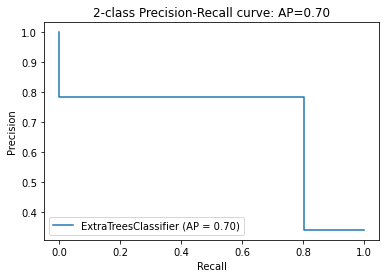 2-class Precision-Recall curve: AP=0.70
1.0
0.9
0.8
0.7
0.6
0.5
0.4
Precision
ExtraTreesClassifier (AP = 0.70)
0.0 0.2 0.4 0.6 0.8 1.0
Recall